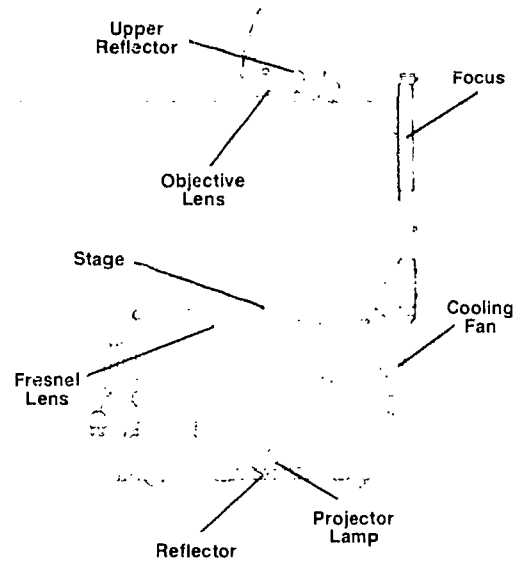 Upper
Reflector
Focus
Objective
Lens
Stage
Cooling
Fan
Fresnel
Lens
Projector
Lamp
Reflector